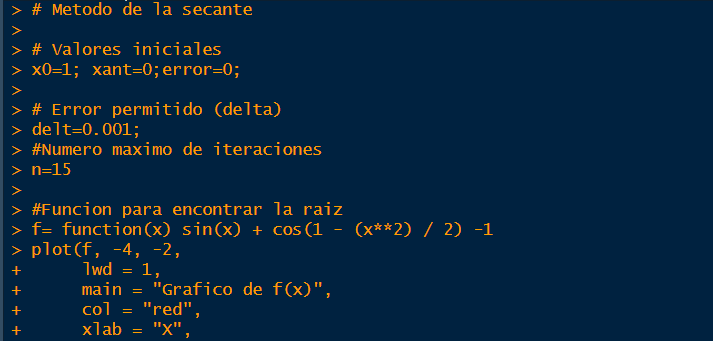 > # Metodo de la secante
>
> # Valores iniciales
> x0=1; xant=0;error=0;
>
> # Error permitido (delta)
> delt=0.001;
> #Numero maximo de iteraciones
> n=15
>
> #Funcion para encontrar la raiz
> f= function(x) sin(x) + cos(1 - (x**2) / 2) -1
> plot(f, -4, -2,
+      lwd = 1,
+      main = "Grafico de f(x)",
+      col = "red",
+      xlab = "X",